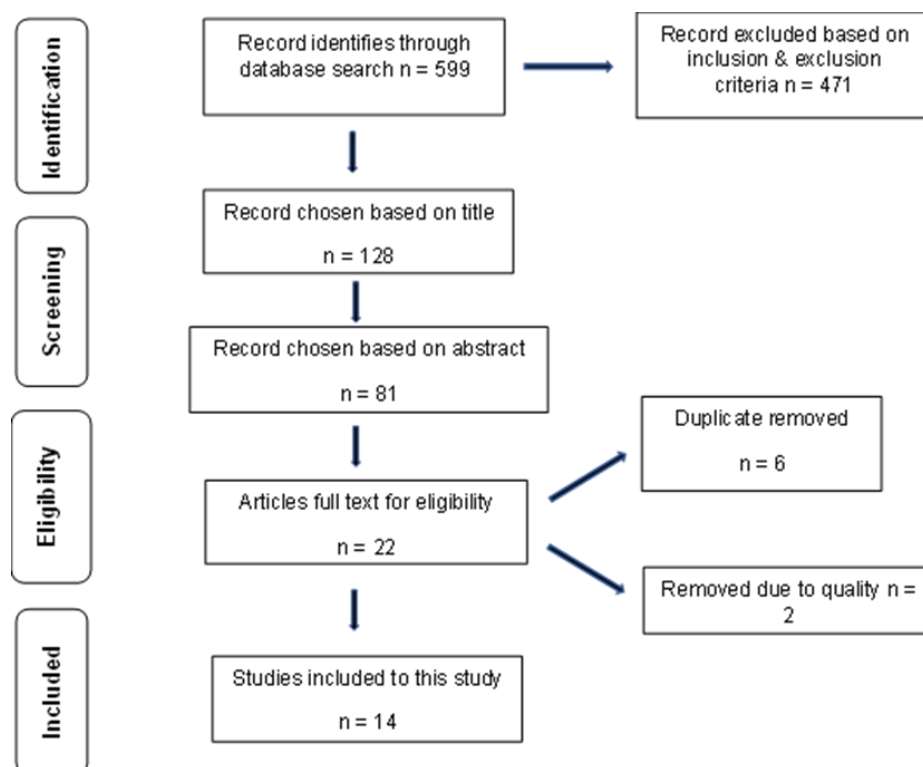 Identification
Record identifies through
database search n = 599
Record excluded based on
inclusion & exclusion
criteria n = 471
Record chosen based on title
n = 128
Screening
Record chosen based on abstract
n = 81
Eligibility
Duplicate removed
n = 6
Articles full text for eligibility
n = 22
Removed due to quality n =
2
Included
Studies included to this study
n = 14